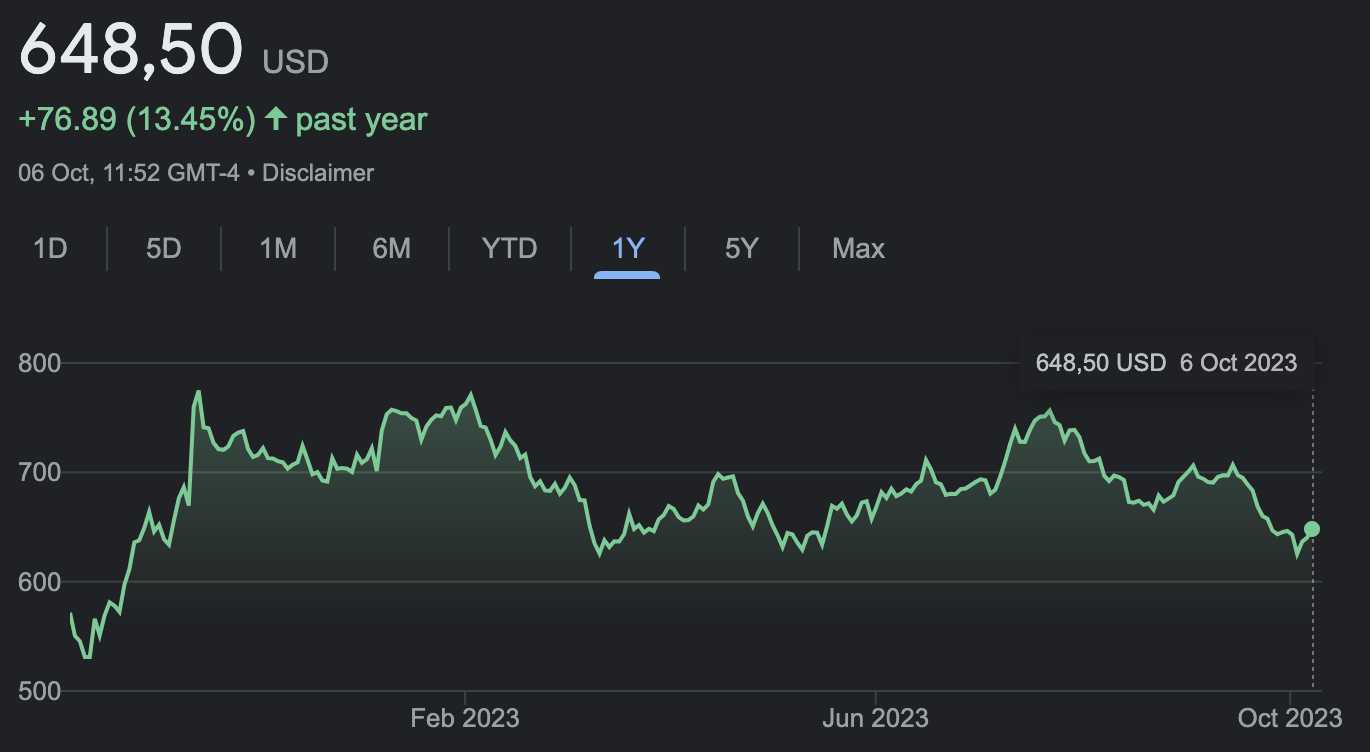 648,50 USD
+76.89 (13.45%) ↑ past year
06 Oct, 11:52 GMT-4 • Disclaimer
1D 5D 1M 6M YTD 1Y 5Y Max
800
648,50 USD 6 Oct 2023
700
600
500
Feb 2023 Jun 2023 Oct 2023